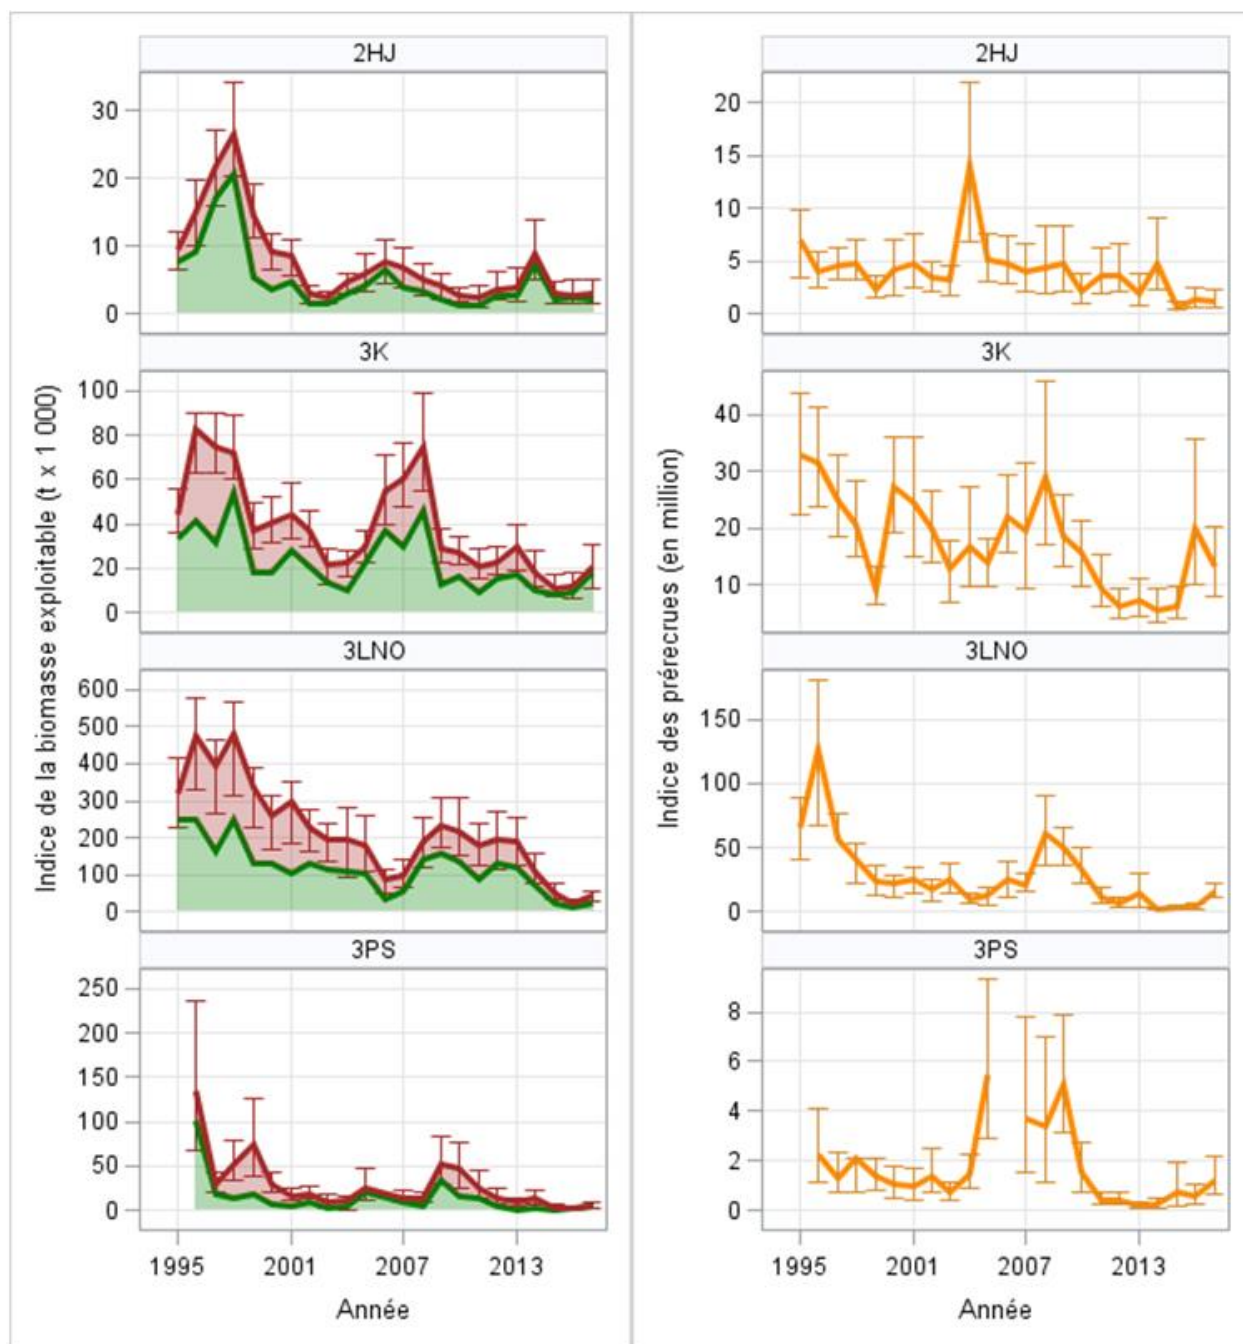 2HJ
30
20
10
0
3K
100
80
60
40
20
0
3LNO
600
500
400
300
200
100
0
3PS
250
200
150
100
50
0
1995 2001 2007 2013
Année
Indice de la biomasse exploitable (t x 1 000)
2HJ
20
15
10
5
0
3K
40
30
20
10
3LNO
150
100
50
0
3PS
8
6
4
2
0
1995 2001 2007 2013
Année
Indice des prérecrues (en million)